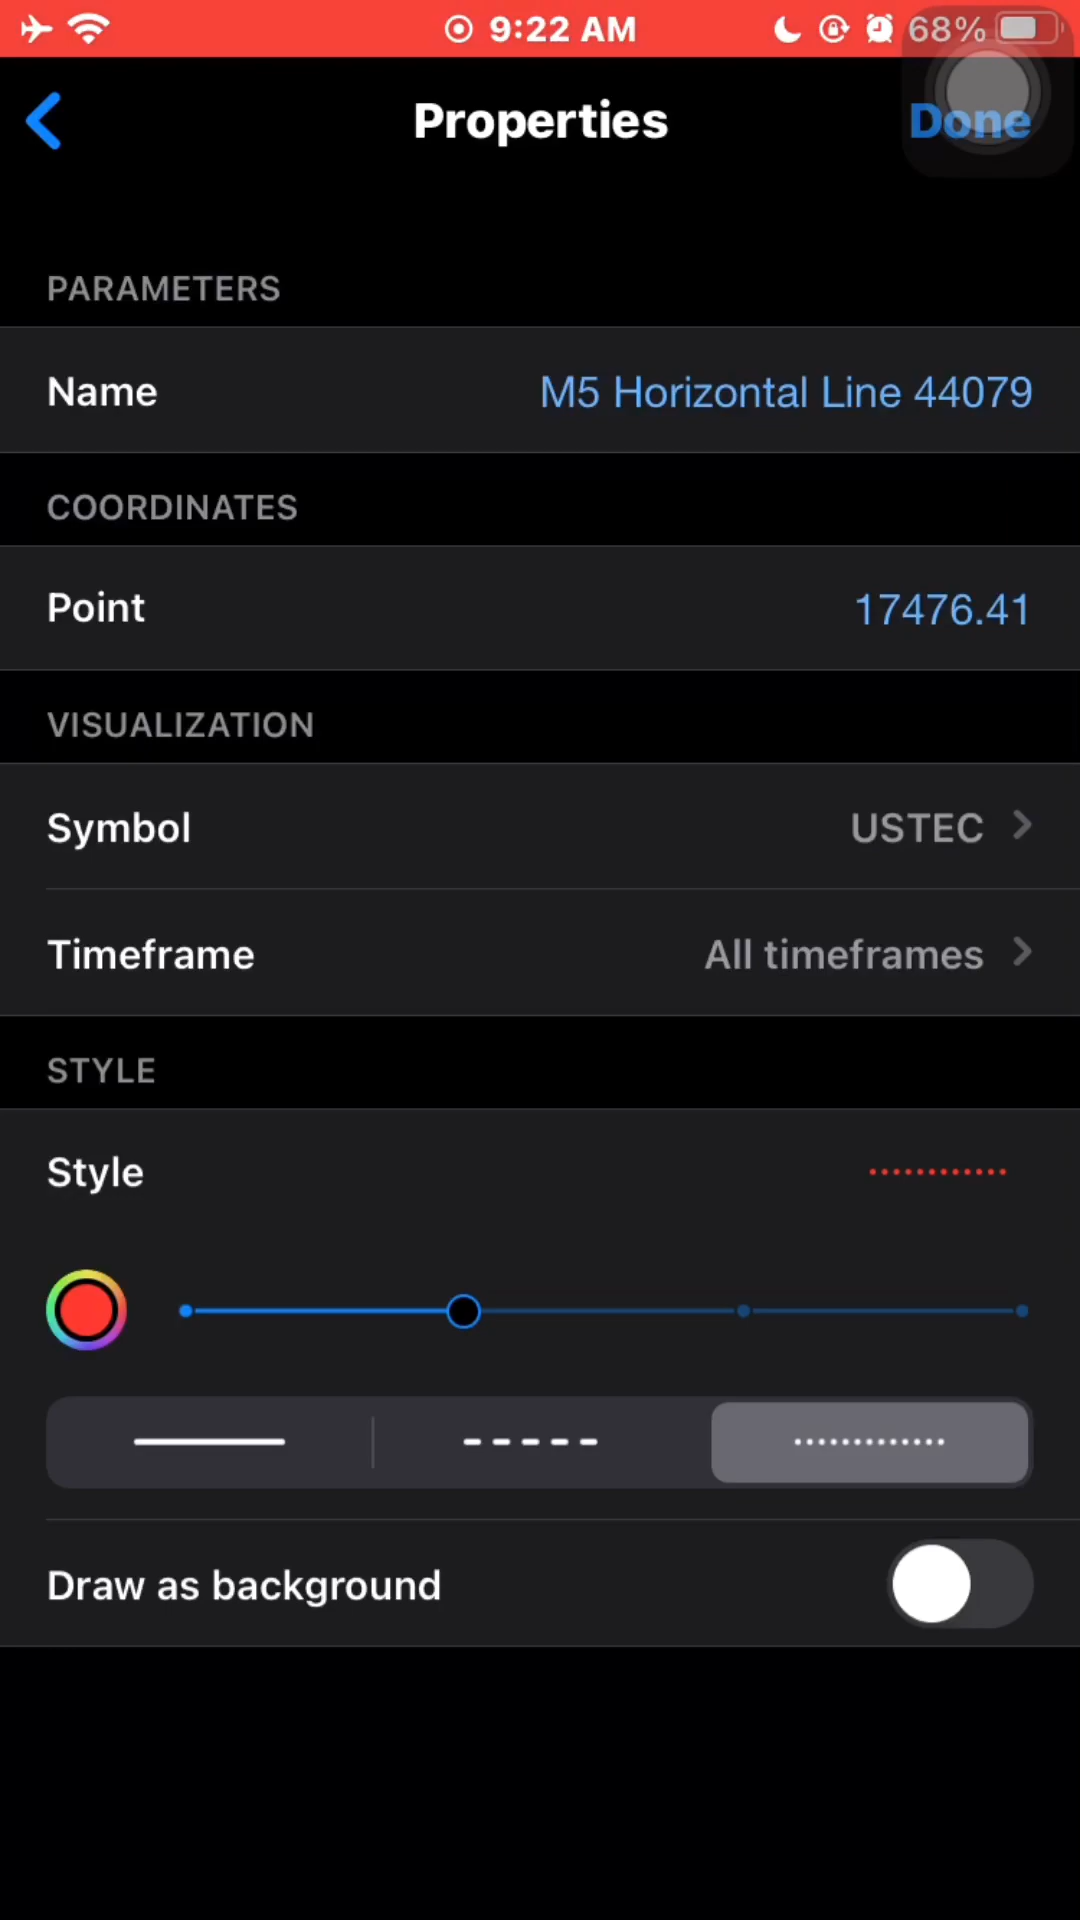 9:22 AM 68%
Properties Done
PARAMETERS
Name M5 Horizontal Line 44079
COORDINATES
Point 17476.41
VISUALIZATION
Symbol USTEC
Timeframe All timeframes
STYLE
Style
Draw as background